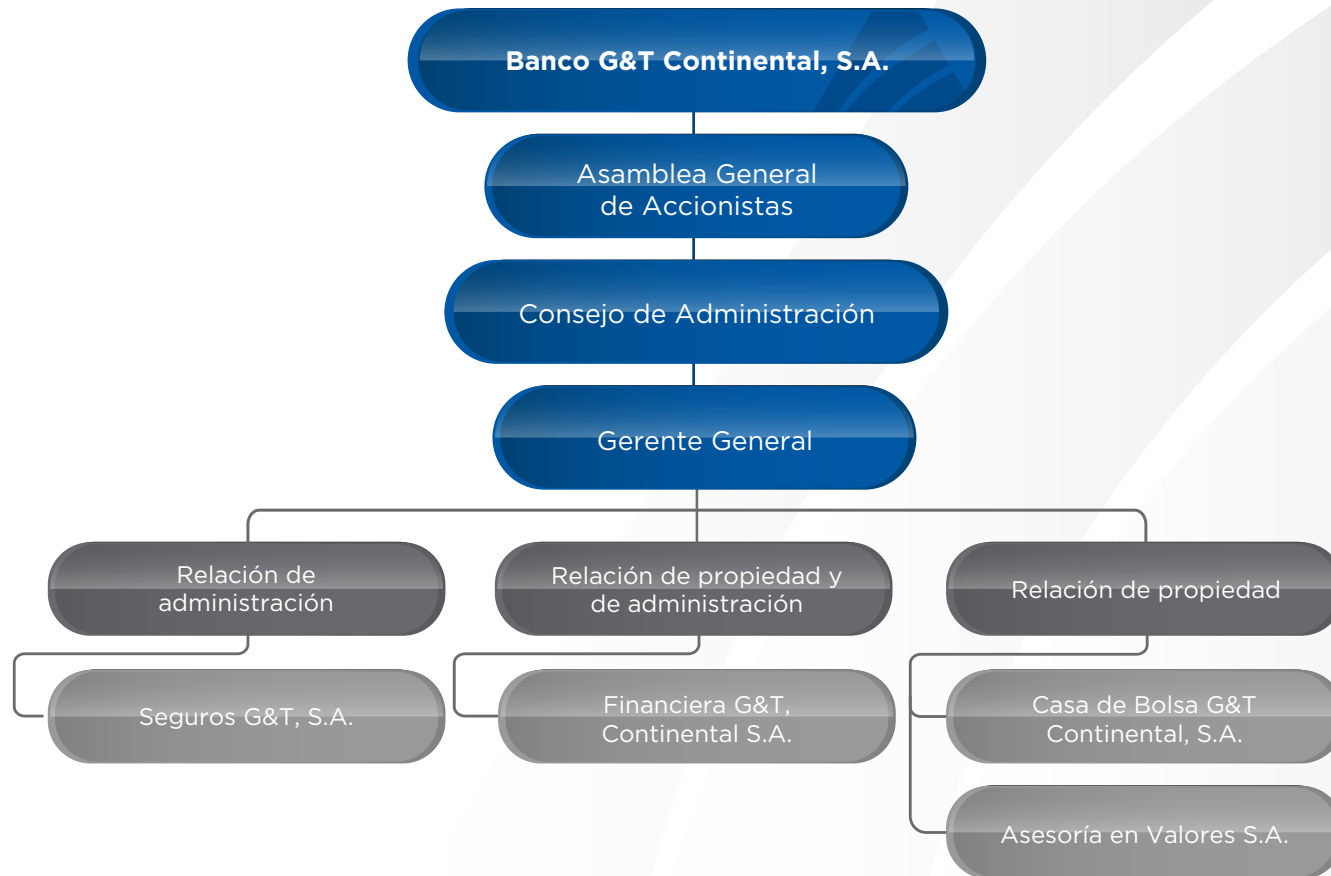 Banco G&T Continental, S.A.
Asamblea General
de Accionistas
Consejo de Administración
Gerente General
Relación de
administración
Relación de propiedad y
de administración
Relación de propiedad
Seguros G&T, S.A.
Financiera G&T,
Continental S.A.
Casa de Bolsa G&T
Continental, S.A.
Asesoría en Valores S.A.